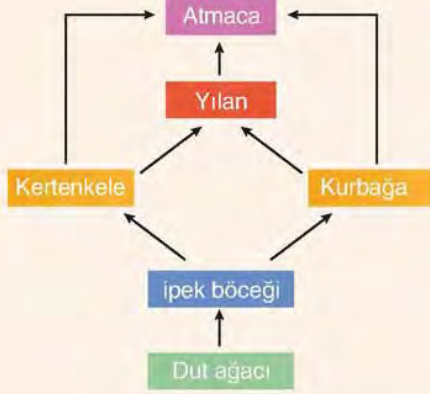 Atmaca
Yılan
Kertenkele
Kurbağa
ipek böceği
Dut ağacı